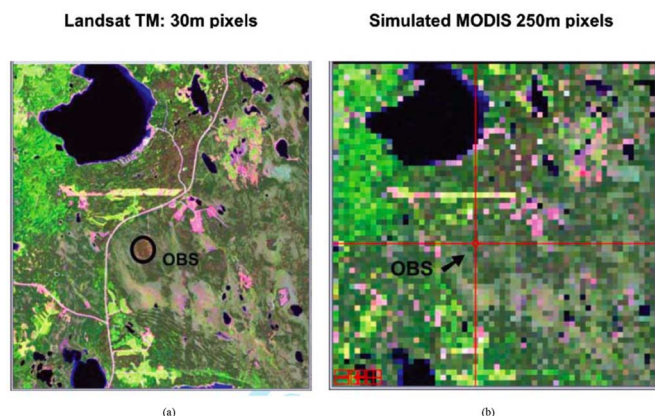 Landsat TM: 30m pixels
Simulated MODIS 250m pixels
OBS
OBS
(a)
(b)